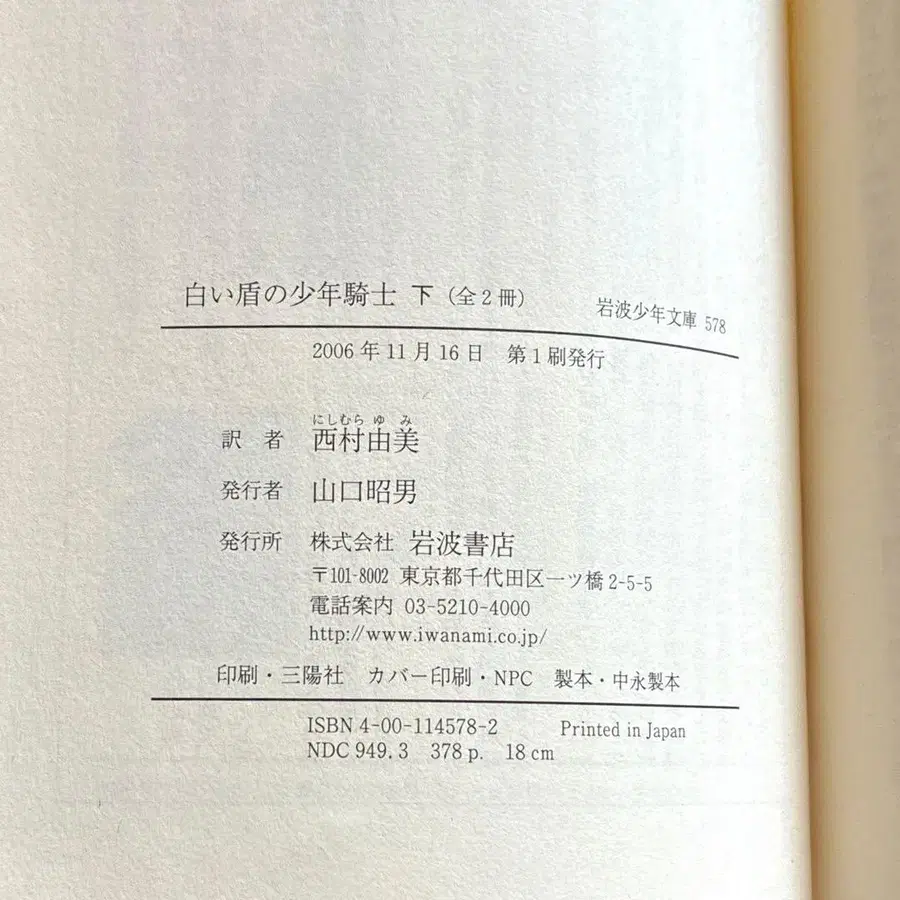 白い盾の少年騎士 下（全2冊） 岩波少年文庫 578
2006年11月16日 第1刷発行
にしむら ゆ み
訳 者 西村由美
発行者 山口昭男
発行所 株式会社 岩波書店
〒101-8002 東京都千代田区一ツ橋2-5-5
電話案内 03-5210-4000
http://www.iwanami.co.jp/
印刷・三陽社 カバー印刷・NPC 製本・中永製本
ISBN 4-00-114578-2 Printed in Japan
NDC 949.3 378 p. 18 cm